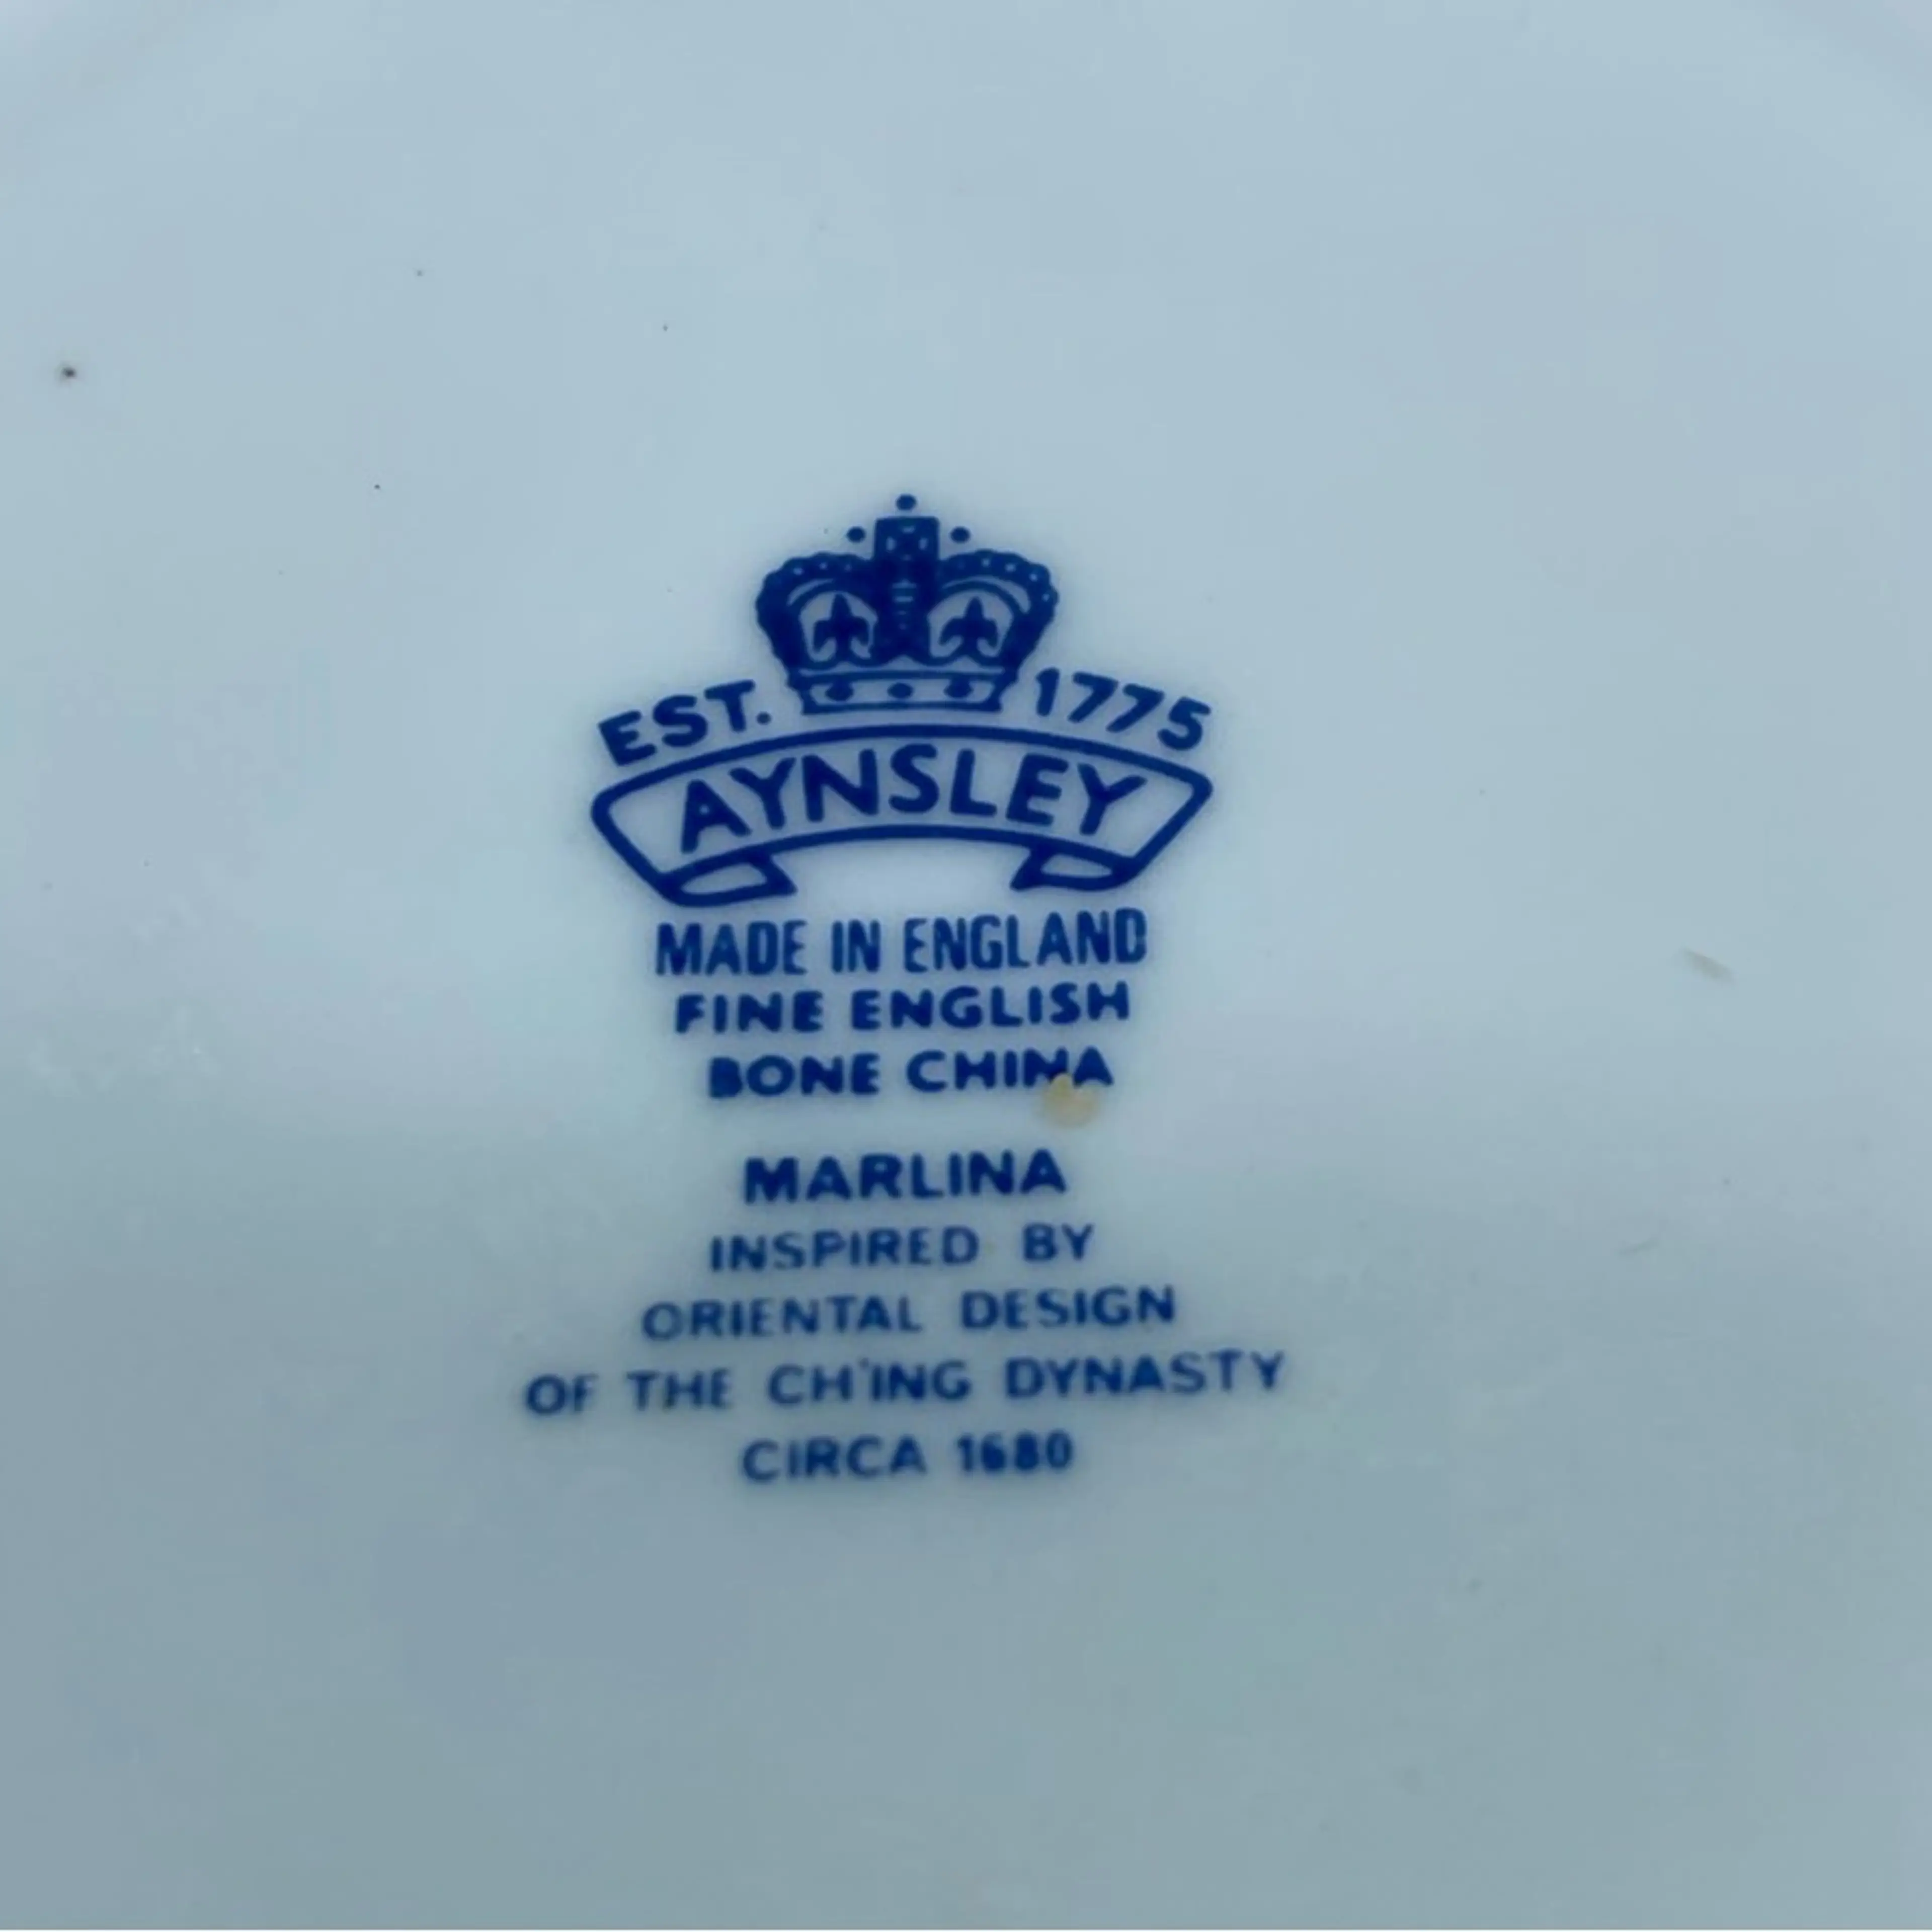 EST. 1775
AYNSLEY
MADE IN ENGLAND
FINE ENGLISH
BONE CHINA
MARLINA
INSPIRED BY
ORIENTAL DESIGN
OF THE CH'ING DYNASTY
CIRCA 1680